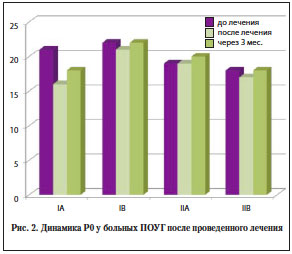 до лечения
после лечения
через 3 мес.
25
20
15
10
5
0
IA
IB
IIA
IIB
Рис. 2. Динамика Р0 у больных ПОУГ после проведенного лечения